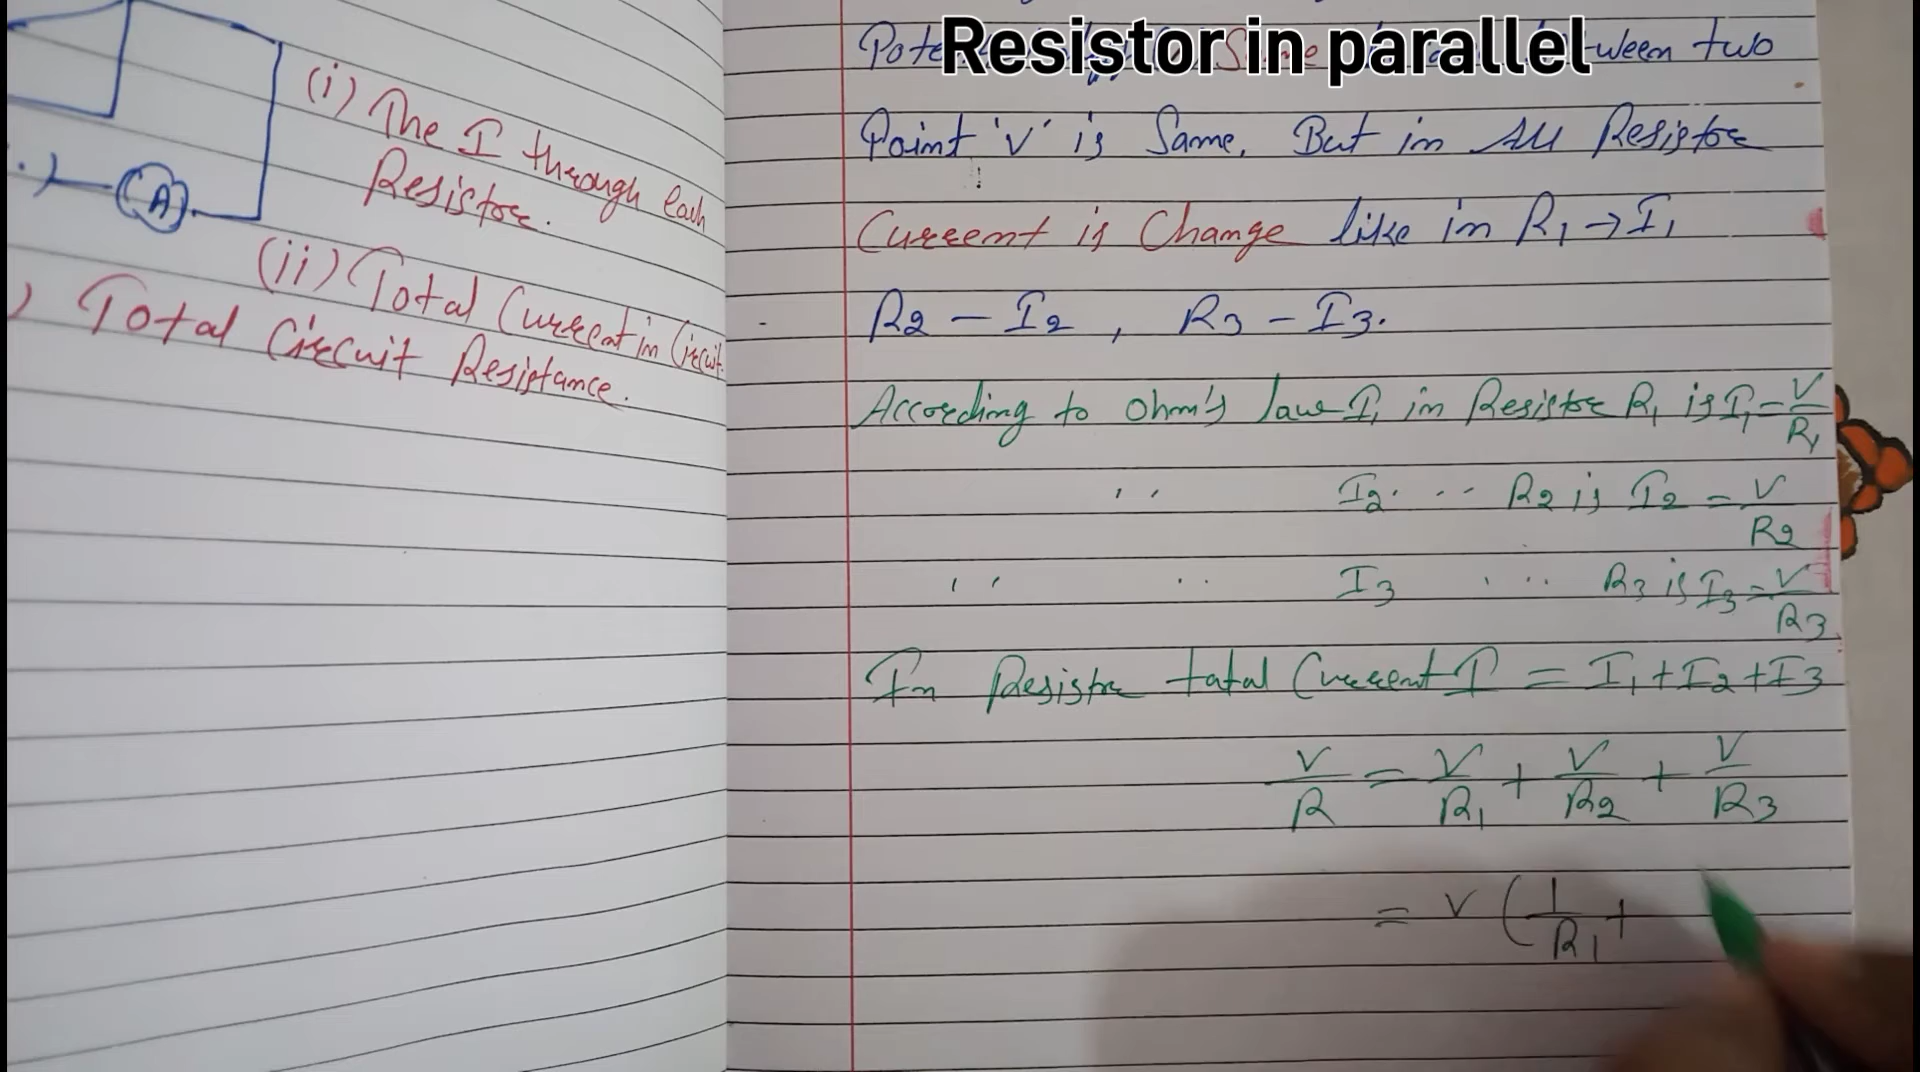 Resistor in parallel
(A)
(i) The I through each
Resistor.
(ii) Total Current in Circuit.
) Total Circuit Resistance.
ween two
Point 'V' is Same. But in All Resistor
Current is Change like in R1 → I1
R2 – I2 , R3 – I3.
According to ohm's law I1 in Resistor R1 is I1 = V/R1
,, I2 .. R2 is I2 = V/R2
,, .. I3 ,, .. R3 is I3 = V/R3
In Resistor tatal Current I = I1 + I2 + I3
V/R = V/R1 + V/R2 + V/R3
= V ( 1/R1 +